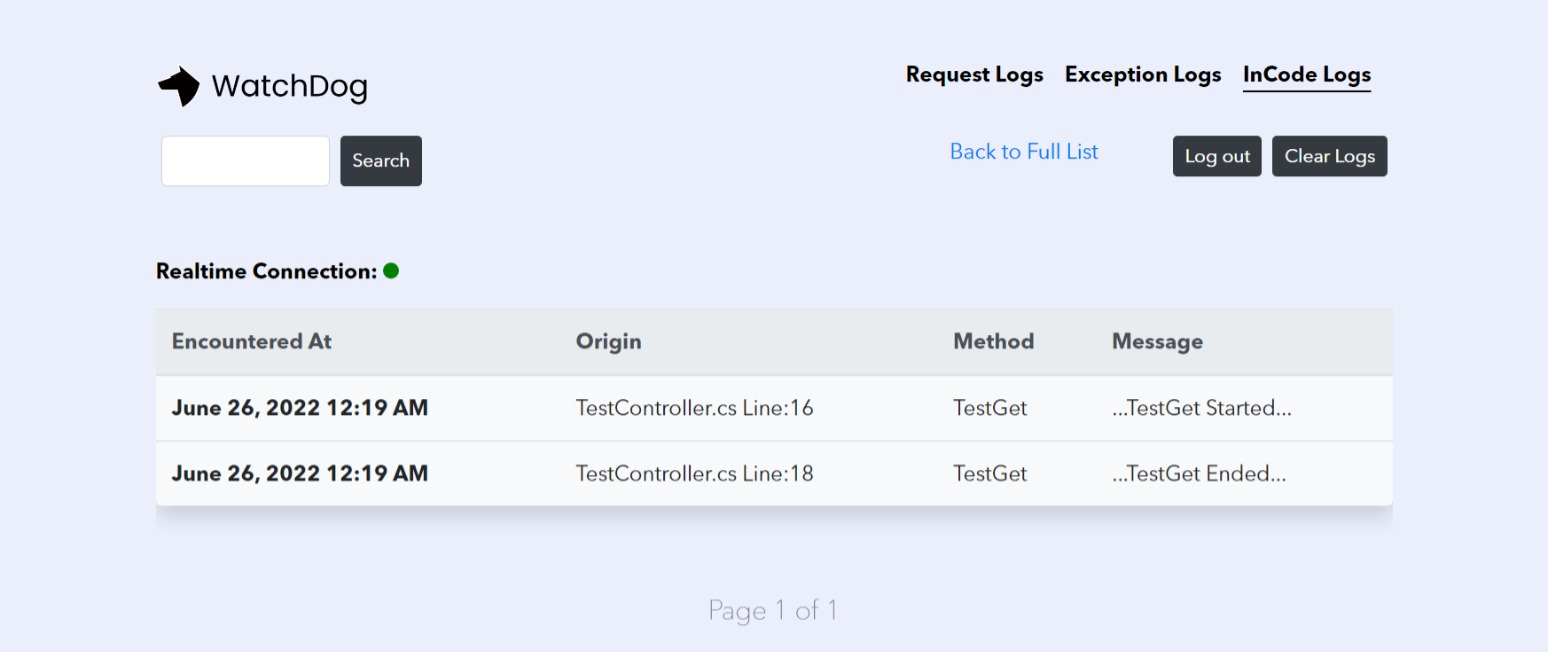 WatchDog
Request Logs Exception Logs InCode Logs
Search
Back to Full List
Log out Clear Logs
Realtime Connection:
Encountered At Origin Method Message
June 26, 2022 12:19 AM TestController.cs Line:16 TestGet ...TestGet Started...
June 26, 2022 12:19 AM TestController.cs Line:18 TestGet ...TestGet Ended...
Page 1 of 1